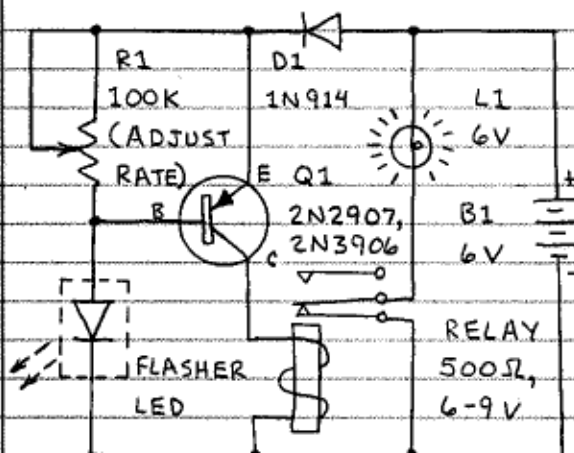 R1
100K
(ADJUST
RATE)
D1
1N914
L1
6V
E
B
C
Q1
2N2907,
2N3906
B1
6V
+
-
FLASHER
LED
RELAY
500Ω,
6-9V